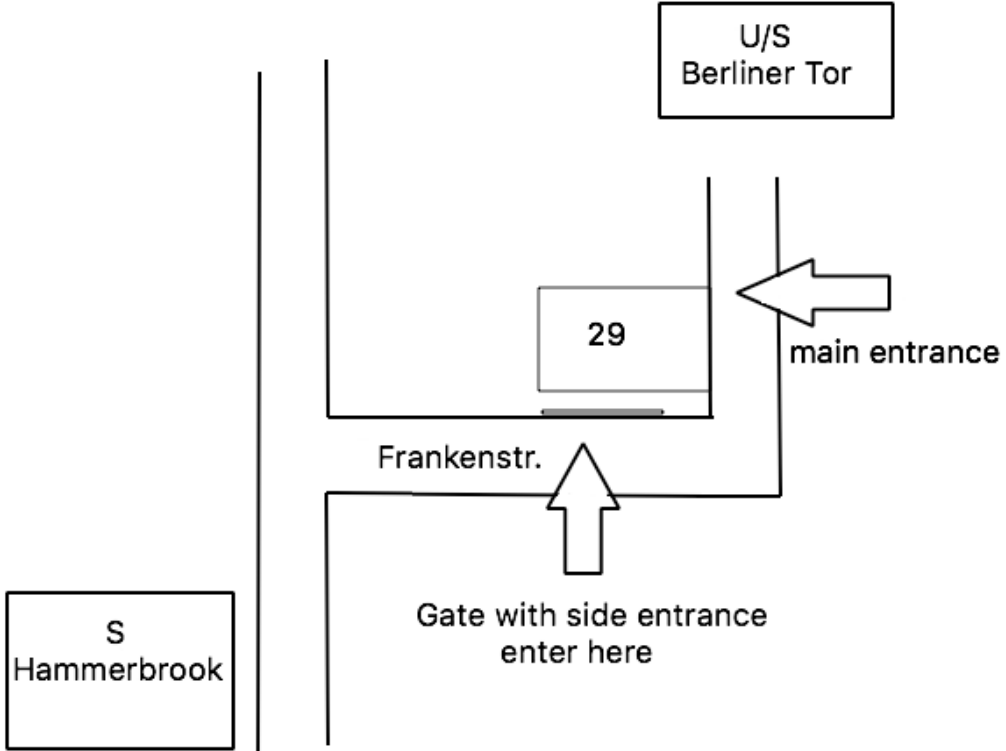 U/S
Berliner Tor
29
main entrance
Frankenstr.
Gate with side entrance
enter here
S
Hammerbrook